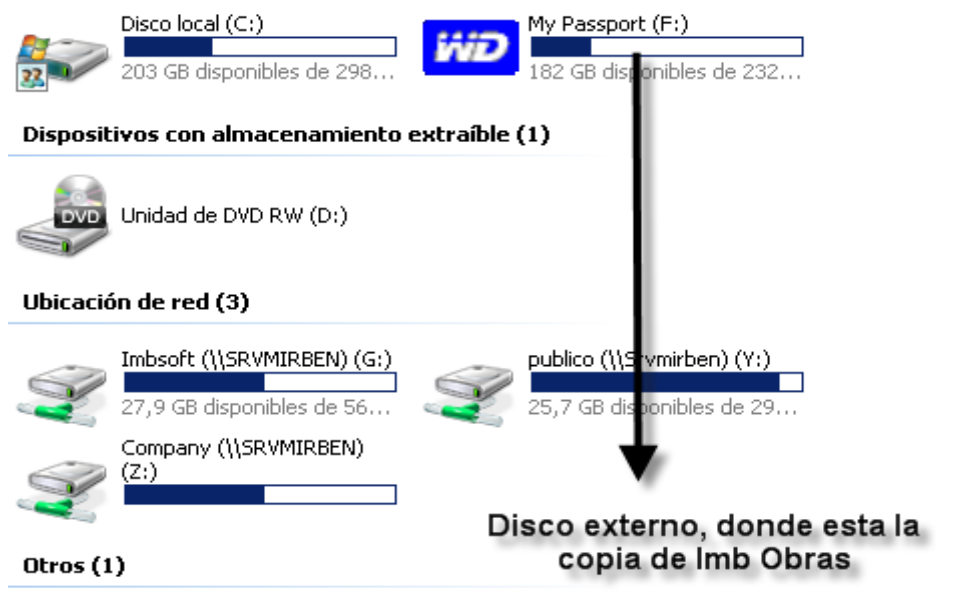 Disco local (C:)
203 GB disponibles de 298...
WD
My Passport (F:)
182 GB disponibles de 232...
Dispositivos con almacenamiento extraíble (1)
DVD
Unidad de DVD RW (D:)
Ubicación de red (3)
Imbsoft (\\SRVMIRBEN) (G:)
27,9 GB disponibles de 56...
publico (\\Srvmirben) (Y:)
25,7 GB disponibles de 29...
Company (\\SRVMIRBEN)
(Z:)
Disco externo, donde esta la
copia de Imb Obras
Otros (1)